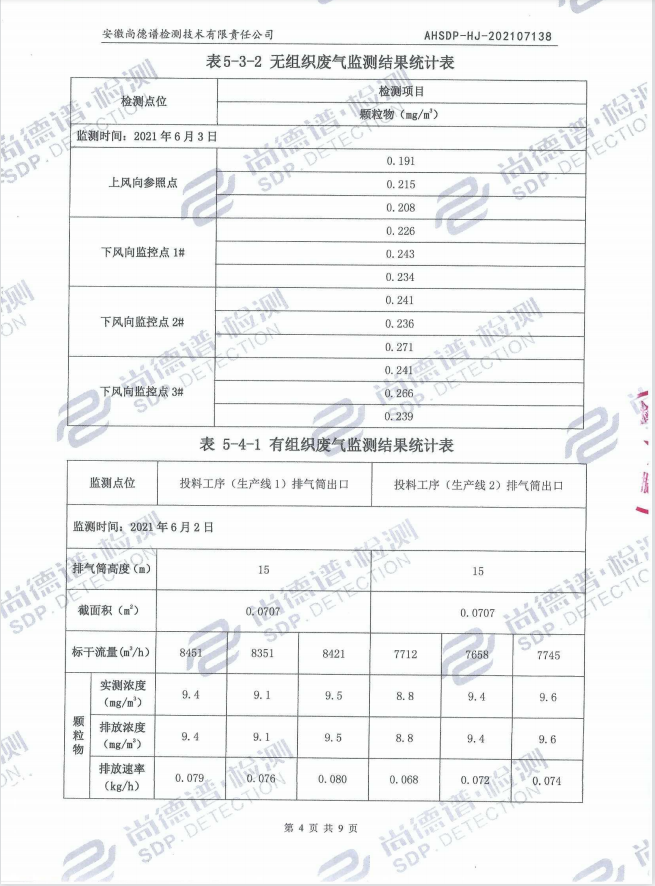 安徽尚德谱检测技术有限责任公司 AHSDP-HJ-202107138
表5-3-2 无组织废气监测结果统计表
检测点位 检测项目
颗粒物（mg/m³）
监测时间：2021 年 6 月 3 日
上风向参照点 0.191
0.215
0.208
下风向监控点 1# 0.226
0.243
0.234
下风向监控点 2# 0.241
0.236
0.271
下风向监控点 3# 0.241
0.266
0.239
表 5-4-1 有组织废气监测结果统计表
监测点位 投料工序（生产线 1）排气筒出口 投料工序（生产线 2）排气筒出口
监测时间：2021 年 6 月 2 日
排气筒高度（m） 15 15
截面积（m²） 0.0707 0.0707
标干流量(m³/h) 8451 8351 8421 7712 7658 7745
颗粒物 实测浓度（mg/m³） 9.4 9.1 9.5 8.8 9.4 9.6
排放浓度（mg/m³） 9.4 9.1 9.5 8.8 9.4 9.6
排放速率（kg/h） 0.079 0.076 0.080 0.068 0.072 0.074
第 4 页 共 9 页
尚德谱·检测
SDP.DETECTION